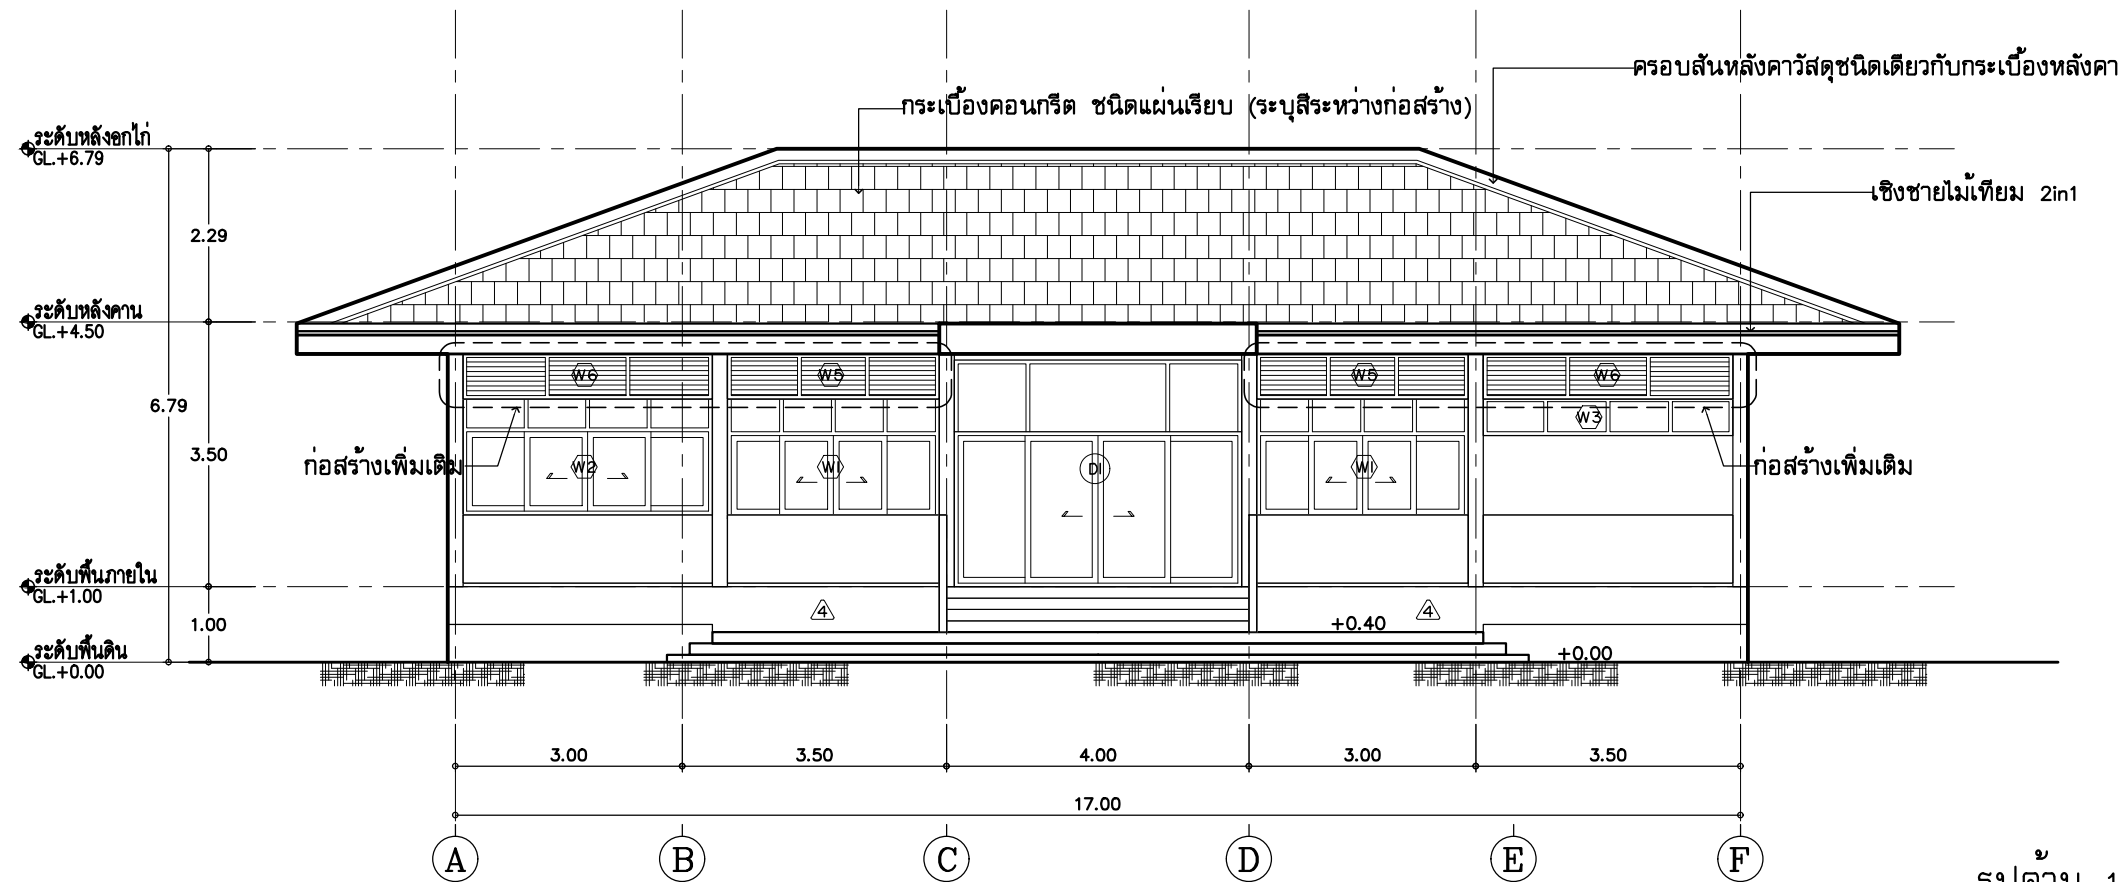 ครอบสันหลังคาวัสดุชนิดเดียวกับกระเบื้องหลังคา
กระเบื้องคอนกรีต ชนิดแผ่นเรียบ (ระบุสีระหว่างก่อสร้าง)
ระดับหลังอกไก่
GL.+6.79
เชิงชายไม้เทียม 2in1
2.29
ระดับหลังคาน
GL.+4.50
W6 W5 W5 W6
6.79
W3
3.50
ก่อสร้างเพิ่มเติม W2 W1 D1 W1 ก่อสร้างเพิ่มเติม
ระดับพื้นภายใน
GL.+1.00
4 4
1.00 +0.40
ระดับพื้นดิน
GL.+0.00
+0.00
3.00 3.50 4.00 3.00 3.50
17.00
A B C D E F
รูปด้าน 1